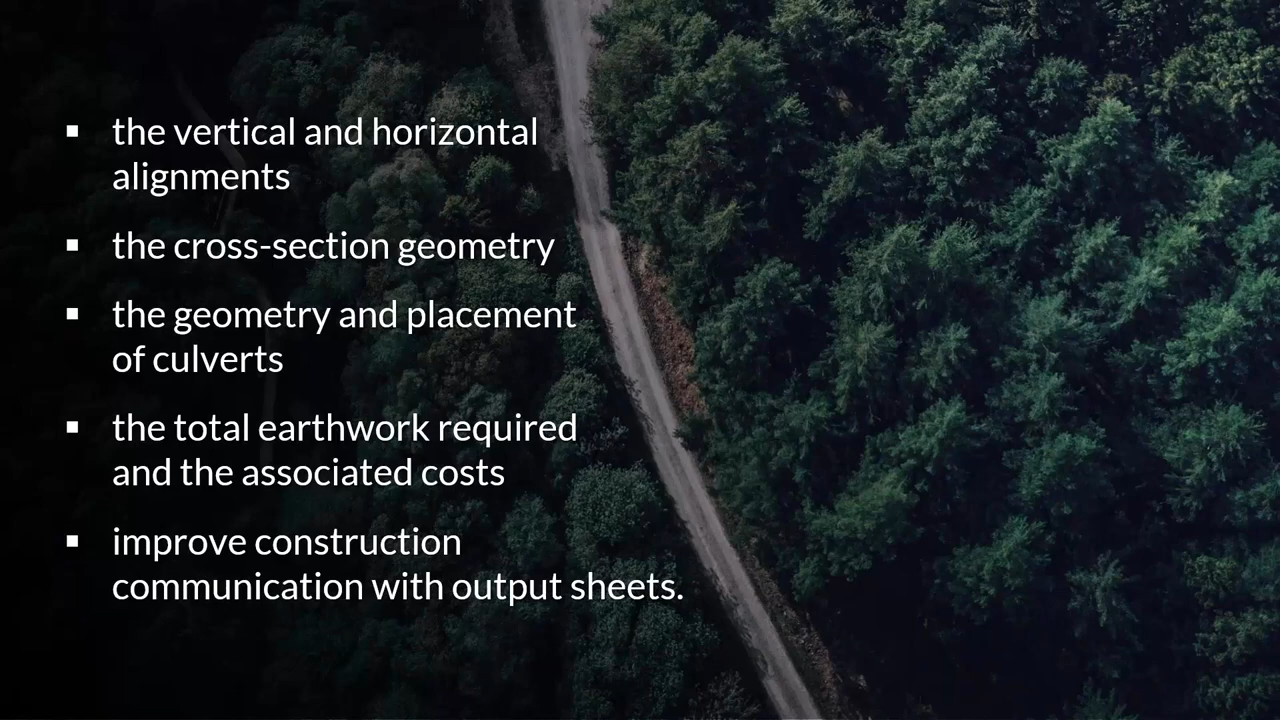 ▪ the vertical and horizontal
alignments
▪ the cross-section geometry
▪ the geometry and placement
of culverts
▪ the total earthwork required
and the associated costs
▪ improve construction
communication with output sheets.